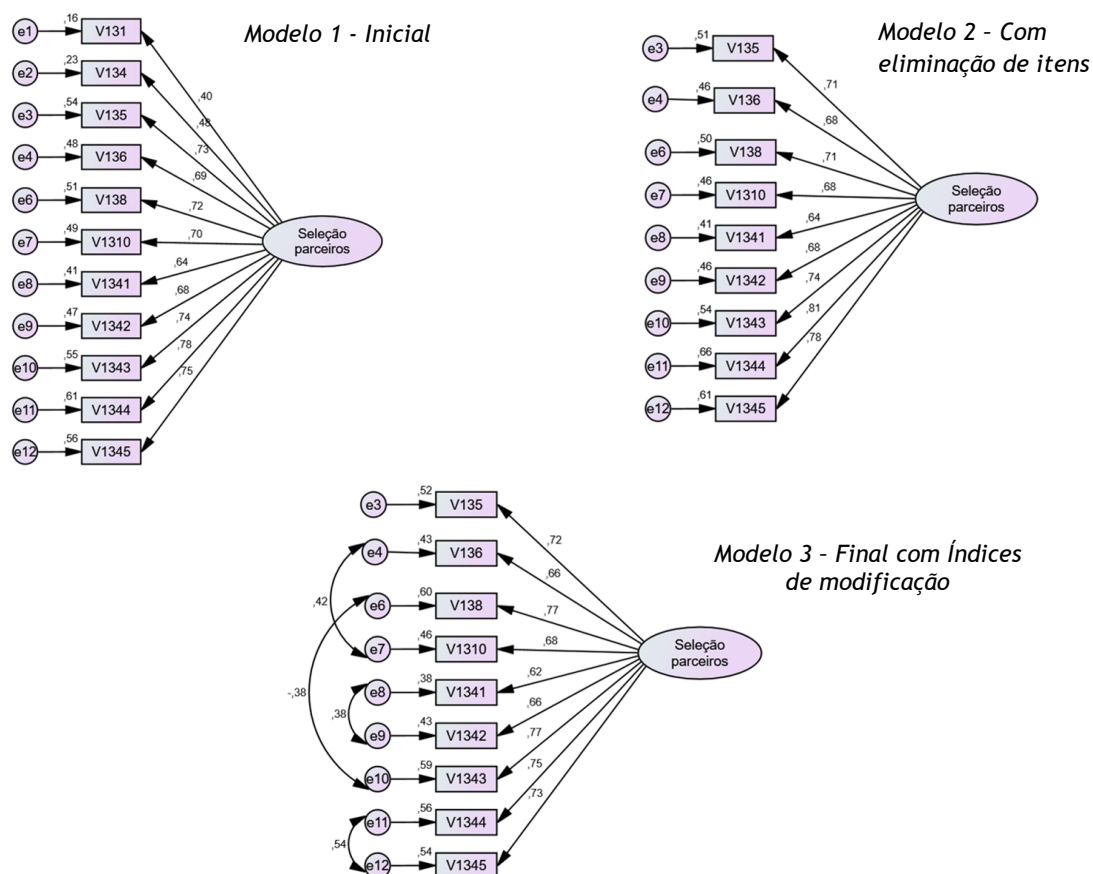 Modelo 1 - Inicial
e1 ,16 V131 ,40
e2 ,23 V134 ,48
e3 ,54 V135 ,73
e4 ,48 V136 ,69
e6 ,51 V138 ,72
e7 ,49 V1310 ,70
e8 ,41 V1341 ,64
e9 ,47 V1342 ,68
e10 ,55 V1343 ,74
e11 ,61 V1344 ,78
e12 ,56 V1345 ,75
Seleção
parceiros
Modelo 2 – Com
eliminação de itens
e3 ,51 V135 ,71
e4 ,46 V136 ,68
e6 ,50 V138 ,71
e7 ,46 V1310 ,68
e8 ,41 V1341 ,64
e9 ,46 V1342 ,68
e10 ,54 V1343 ,74
e11 ,66 V1344 ,81
e12 ,61 V1345 ,78
Seleção
parceiros
Modelo 3 – Final com Índices
de modificação
e3 ,52 V135 ,72
e4 ,43 V136 ,66
e6 ,60 V138 ,77
e7 ,46 V1310 ,68
e8 ,38 V1341 ,62
e9 ,43 V1342 ,66
e10 ,59 V1343 ,77
e11 ,56 V1344 ,75
e12 ,54 V1345 ,73
,42
-,38
,38
,54
Seleção
parceiros